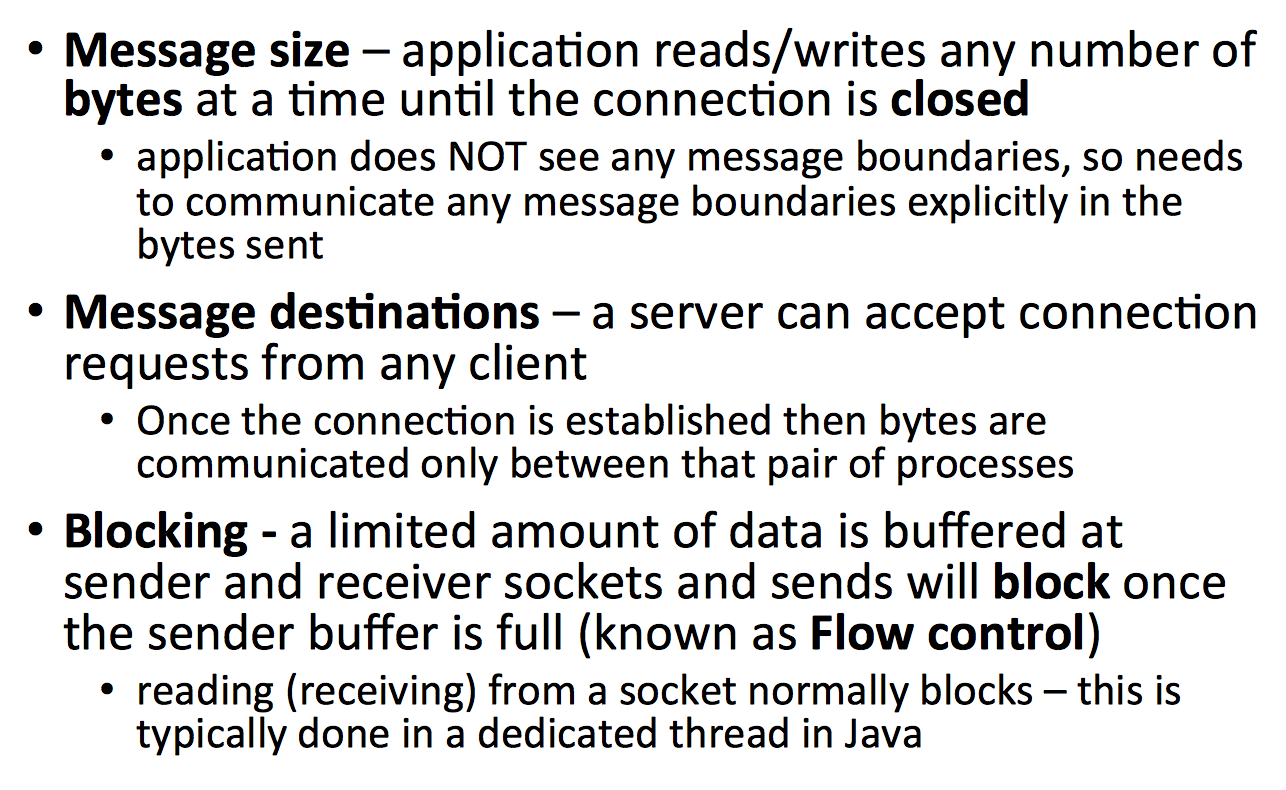 • Message size – application reads/writes any number of
bytes at a time until the connection is closed
• application does NOT see any message boundaries, so needs
to communicate any message boundaries explicitly in the
bytes sent
• Message destinations – a server can accept connection
requests from any client
• Once the connection is established then bytes are
communicated only between that pair of processes
• Blocking - a limited amount of data is buffered at
sender and receiver sockets and sends will block once
the sender buffer is full (known as Flow control)
• reading (receiving) from a socket normally blocks – this is
typically done in a dedicated thread in Java